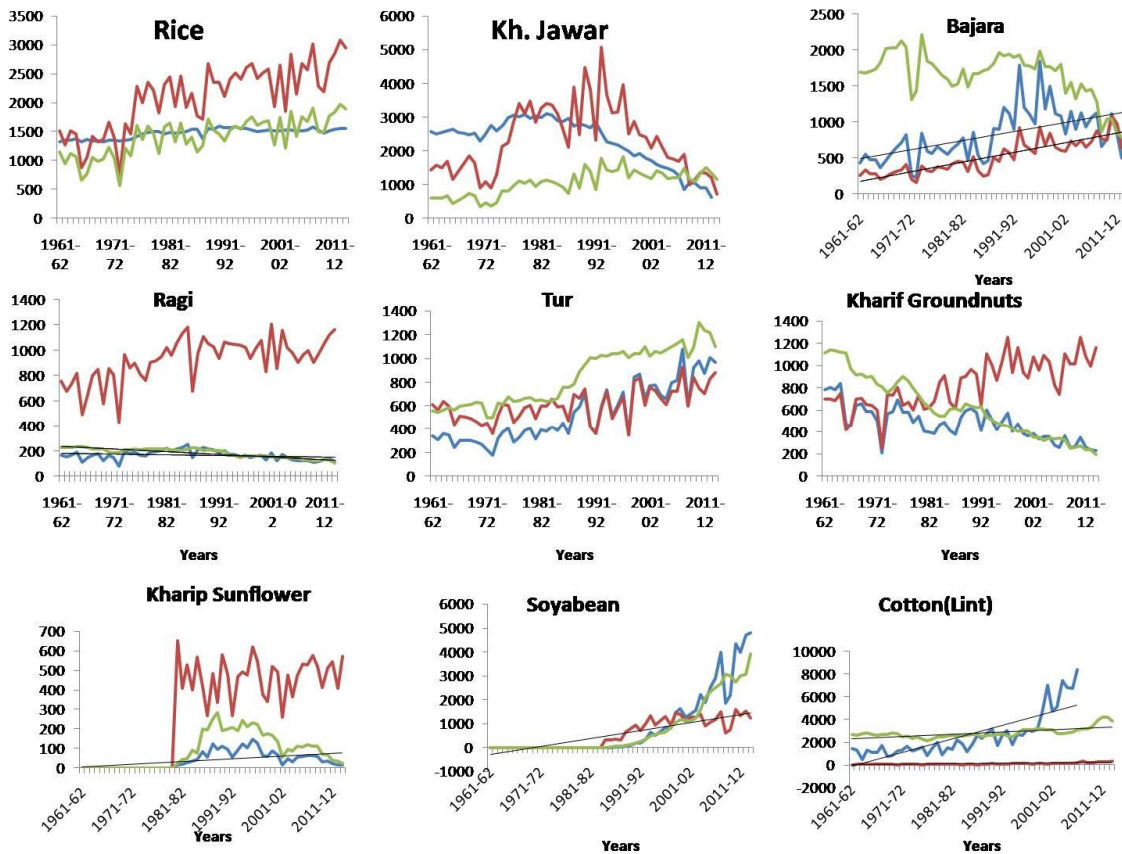 Rice
3500
3000
2500
2000
1500
1000
500
0
1961- 1971- 1981- 1991- 2001- 2011-
62 72 82 92 02 12
Kh. Jawar
6000
5000
4000
3000
2000
1000
0
1961- 1971- 1981- 1991- 2001- 2011-
62 72 82 92 02 12
Bajara
2500
2000
1500
1000
500
0
1961-62 1971-72 1981-82 1991-92 2001-02 2011-12
Years
Ragi
1400
1200
1000
800
600
400
200
0
1961- 1971- 1981- 1991- 2001-0 2011-
62 72 82 92 2 12
Years
Tur
1400
1200
1000
800
600
400
200
0
1961- 1971- 1981- 1991- 2001- 2011-
62 72 82 92 02 12
Years
Kharif Groundnuts
1400
1200
1000
800
600
400
200
0
1961- 1971- 1981- 1991- 2001- 2011-
62 72 82 92 02 12
Years
Kharip Sunflower
700
600
500
400
300
200
100
0
1961-62 1971-72 1981-82 1991-92 2001-02 2011-12
Years
Soyabean
6000
5000
4000
3000
2000
1000
0
-1000
1961-62 1971-72 1981-82 1991-92 2001-02 2011-12
Years
Cotton(Lint)
10000
8000
6000
4000
2000
0
-2000
1961-62 1971-72 1981-82 1991-92 2001-02 2011-12
Years